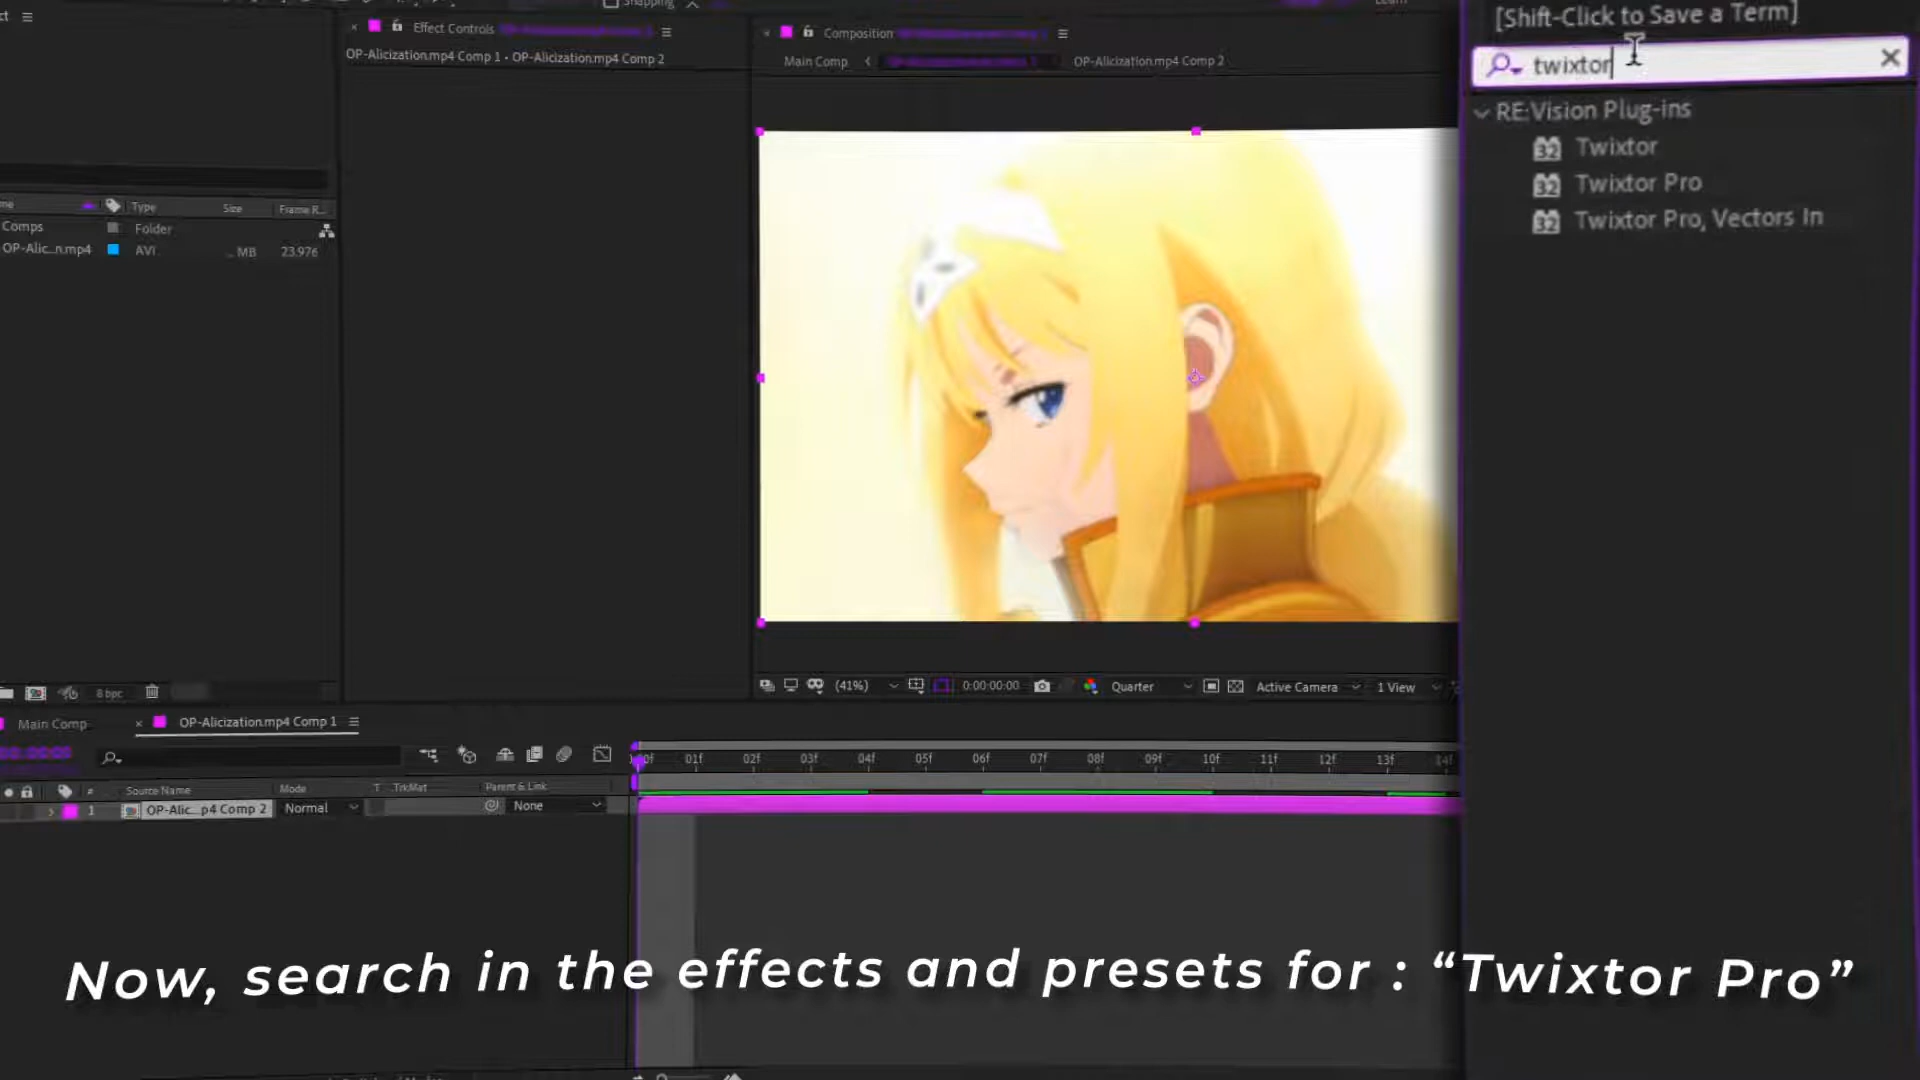 Snapping
Learn
[Shift-Click to Save a Term]
twixtor
RE:Vision Plug-ins
Twixtor
Twixtor Pro
Twixtor Pro, Vectors In
Effect Controls
OP-Alicization.mp4 Comp 1 • OP-Alicization.mp4 Comp 2
Composition
Main Comp
OP-Alicization.mp4 Comp 2
Type
Size
Frame R...
Comps
Folder
OP-Alic...n.mp4
AVI
... MB
23.976
8 bpc
(41%)
0:00:00:00
Quarter
Active Camera
1 View
Main Comp
OP-Alicization.mp4 Comp 1
01f 02f 03f 04f 05f 06f 07f 08f 09f 10f 11f 12f 13f 14f
# Source Name Mode T TrkMat Parent & Link
1 OP-Alic...p4 Comp 2 Normal None
Now, search in the effects and presets for : “Twixtor Pro”